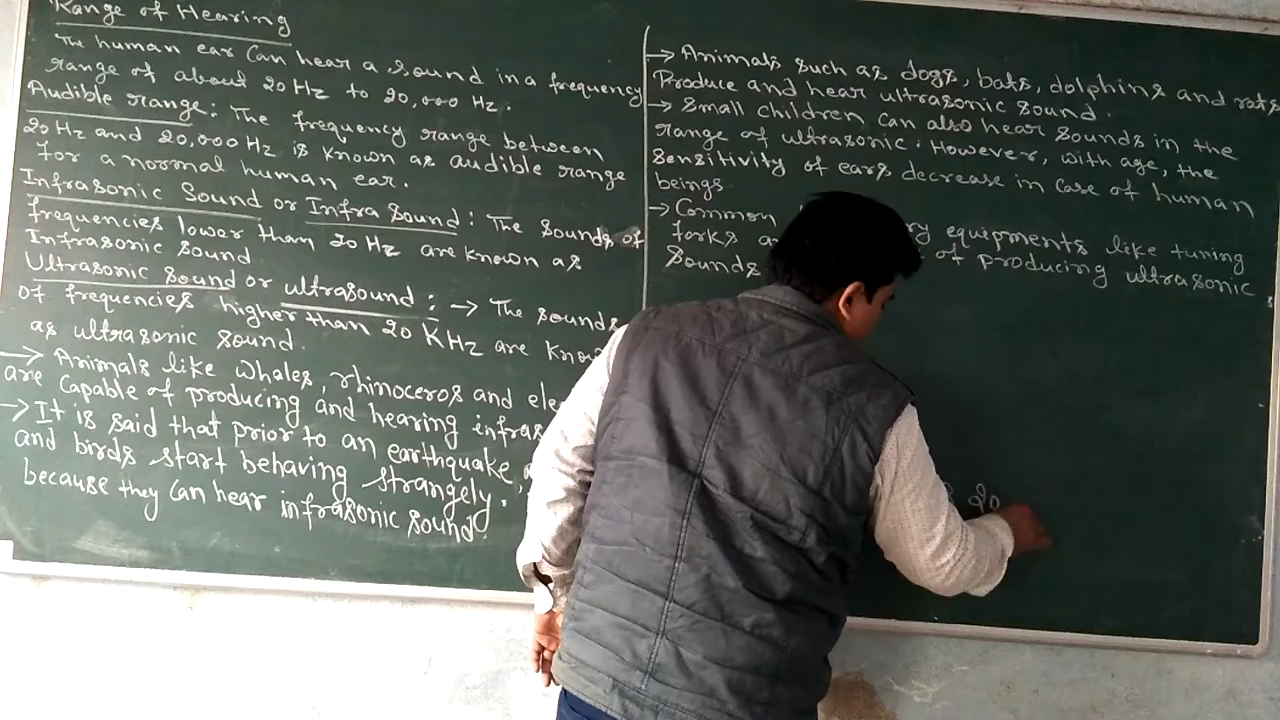 Range of Hearing
The human ear Can hear a sound in a frequency
range of about 20 Hz to 20,000 Hz.
Audible range: The frequency range between
20 Hz and 20,000 Hz is known as audible range
for a normal human ear.
Infrasonic Sound or Infra Sound: The sounds of
frequencies lower than 20 Hz are known as
Infrasonic sound
Ultrasonic sound or ultrasound: → The sounds
of frequencies higher than 20 KHz are
as ultrasonic sound.
→ Animals like whales, rhinoceros and
are Capable of producing and hearing
→ It is said that prior to an earthquake,
and birds start behaving strangely.
because they Can hear infrasonic sound.
→ Animals such as dogs, bats, dolphins and rats
Produce and hear ultrasonic sound.
→ Small children can also hear sounds in the
range of ultrasonic. However, with age, the
sensitivity of ears decrease in Case of human
beings.
→ Common equipments like tuning
forks of producing ultrasonic
sounds
20